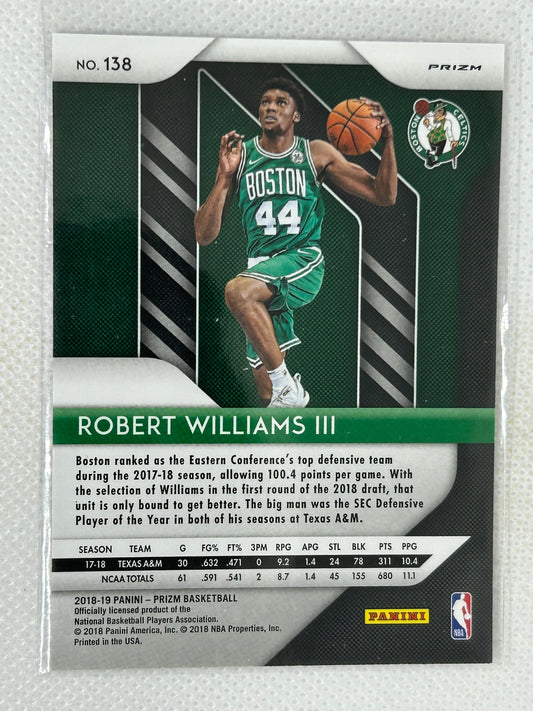 NO. 138
PRIZM
BOSTON CELTICS
BOSTON
44
ROBERT WILLIAMS III
Boston ranked as the Eastern Conference's top defensive team
during the 2017-18 season, allowing 100.4 points per game. With
the selection of Williams in the first round of the 2018 draft, that
unit is only bound to get better. The big man was the SEC Defensive
Player of the Year in both of his seasons at Texas A&M.
SEASON TEAM G FG% FT% 3PM RPG APG STL BLK PTS PPG
17-18 TEXAS A&M 30 .632 .471 0 9.2 1.4 24 78 311 10.4
NCAA TOTALS 61 .591 .541 2 8.7 1.4 45 155 680 11.1
2018-19 PANINI – PRIZM BASKETBALL
Officially licensed product of the
National Basketball Players Association.
© 2018 Panini America, Inc. © 2018 NBA Properties, Inc.
Printed in the USA.
PANINI
NBA